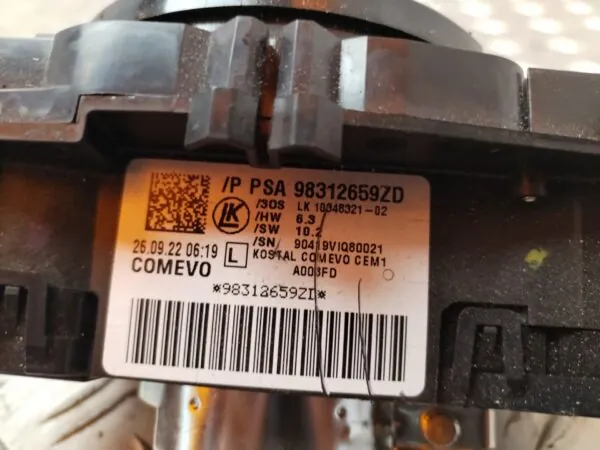 /P PSA 98312659ZD
/3OS LK 10348321-02
LK
/HW 6.3
/SW 10.2
/SN 90419VIQ80021
26.09.22 06:19 L KOSTAL COMEVO CEM1
COMEVO A003FD
*98312659ZD*